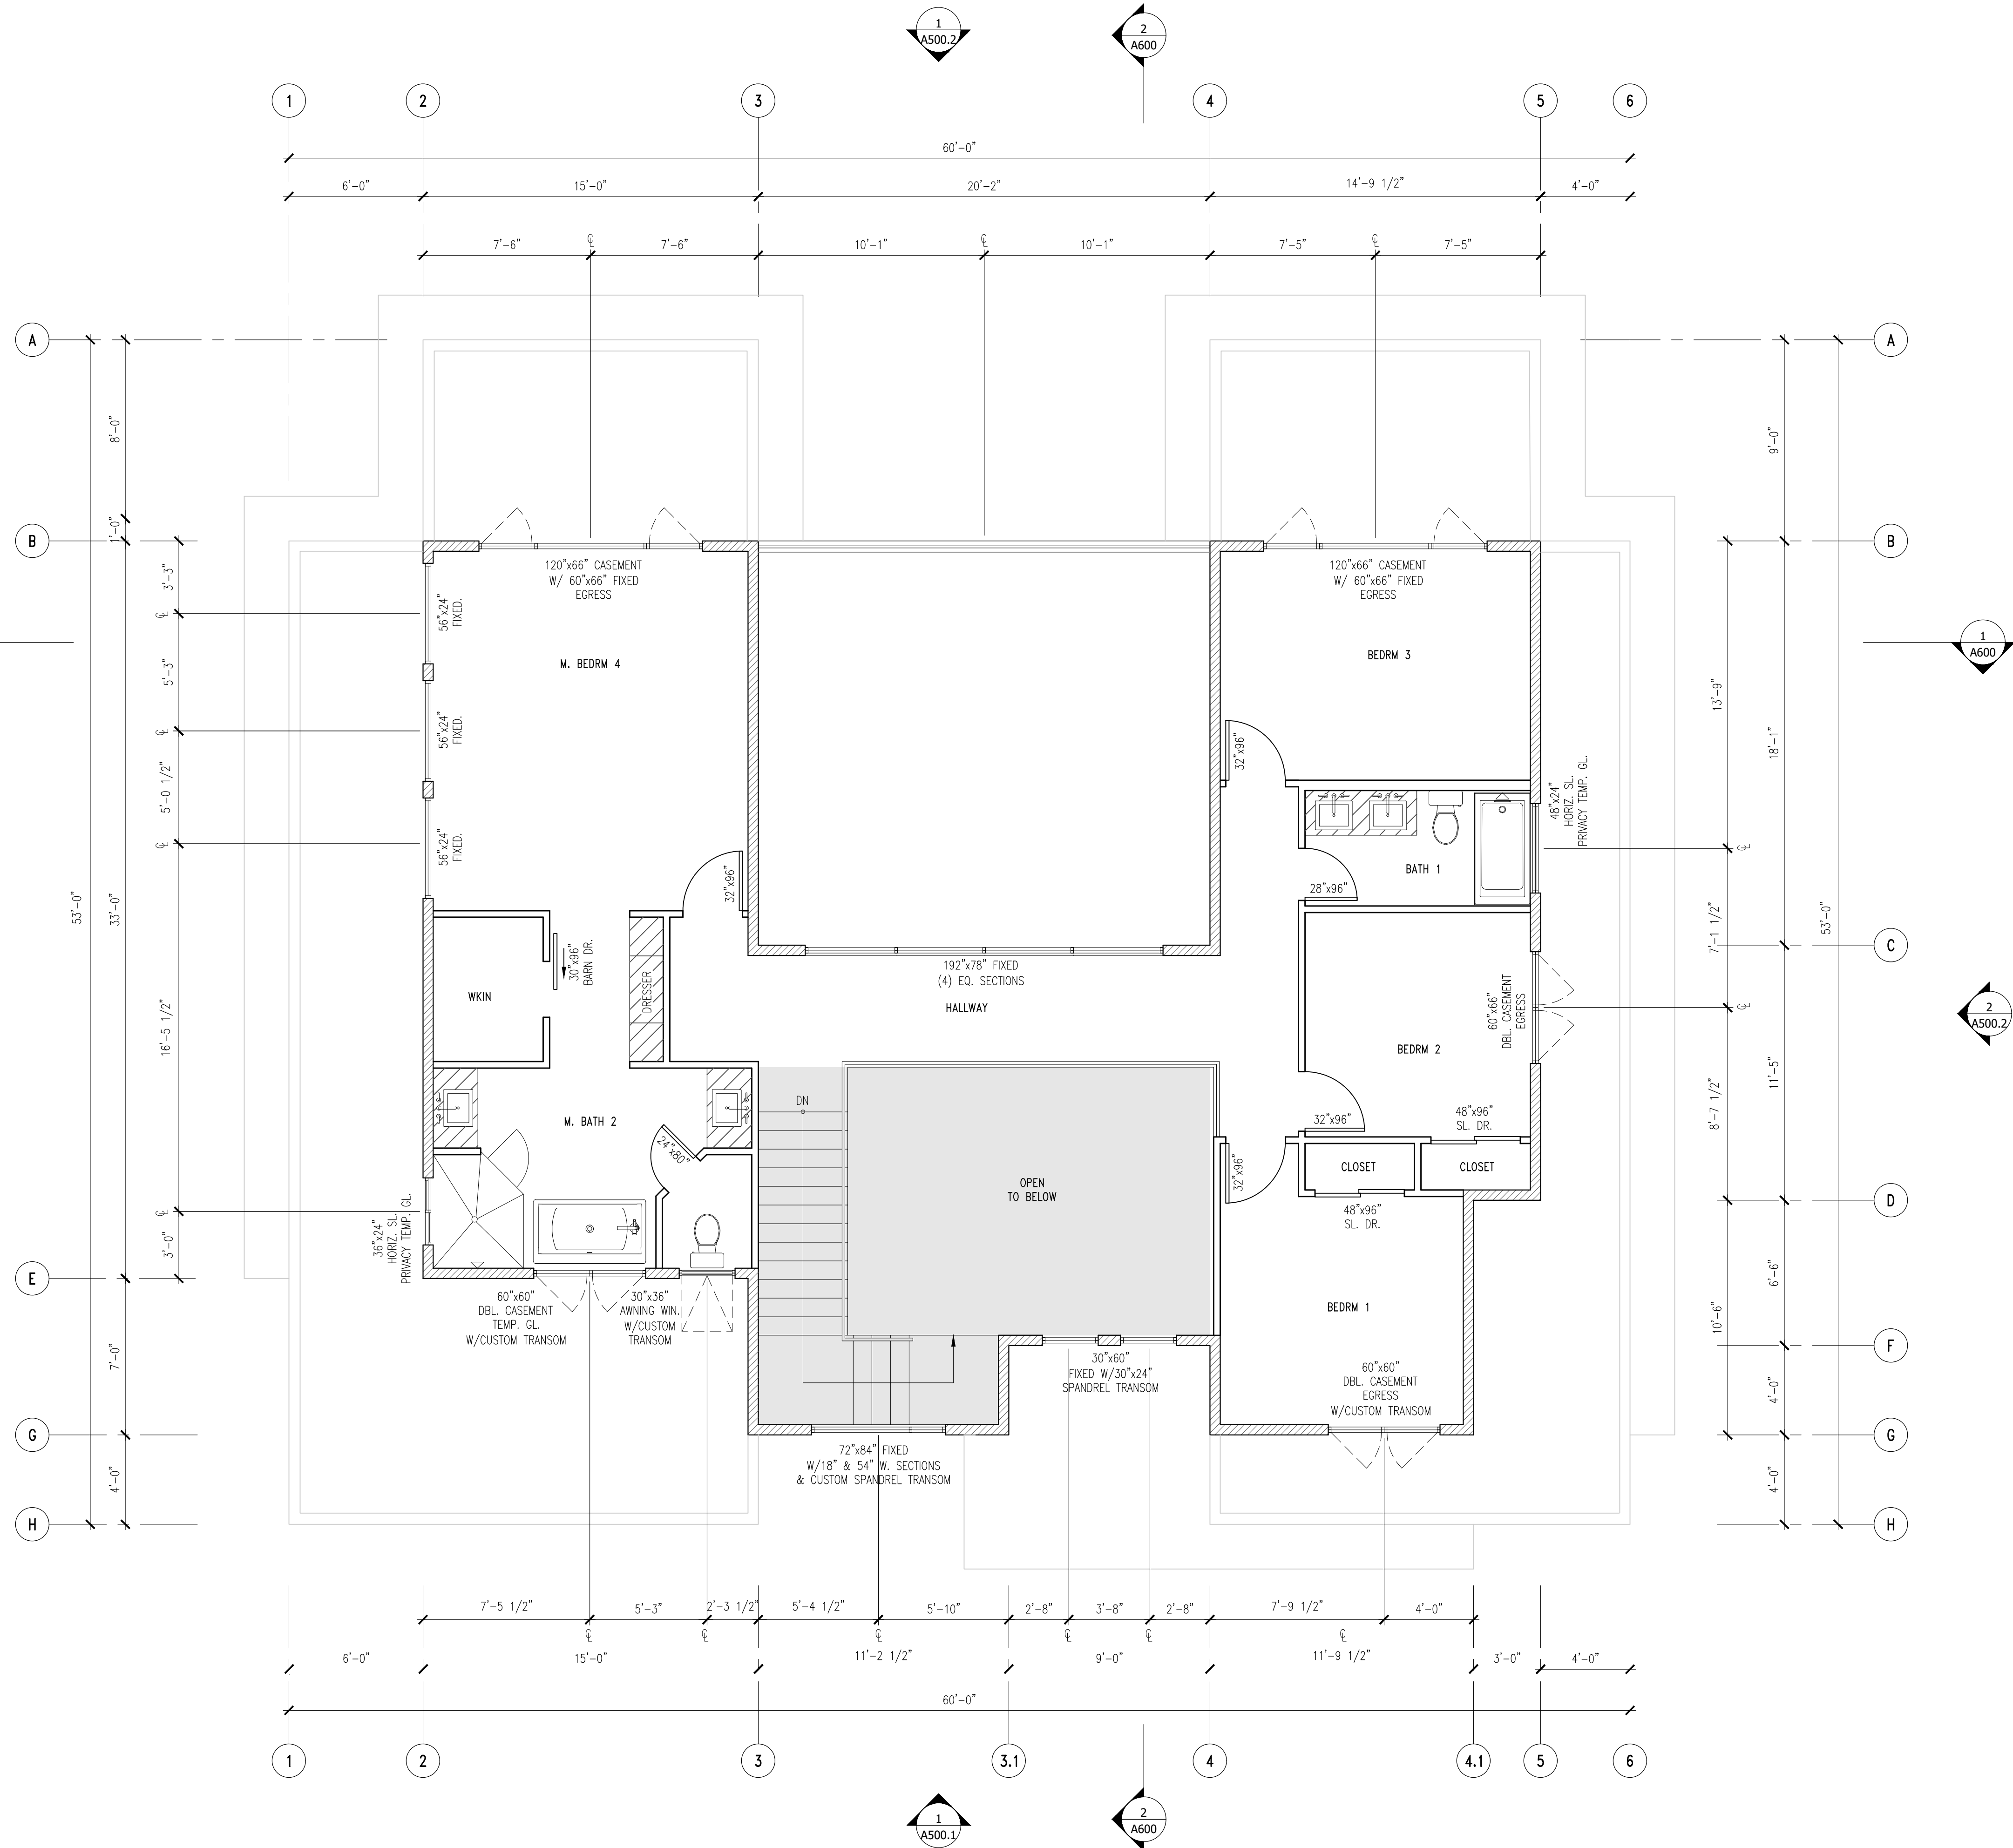 1
A500.2
2
A600
1
2
3
4
5
6
60'-0"
6'-0"
15'-0"
20'-2"
14'-9 1/2"
4'-0"
7'-6"
℄
7'-6"
10'-1"
℄
10'-1"
7'-5"
℄
7'-5"
A
B
E
G
H
53'-0"
8'-0"
1'-0"
33'-0"
7'-0"
4'-0"
3'-3"
℄
5'-3"
℄
5'-0 1/2"
℄
16'-5 1/2"
℄
3'-0"
120"x66" CASEMENT
W/ 60"x66" FIXED
EGRESS
120"x66" CASEMENT
W/ 60"x66" FIXED
EGRESS
56"x24"
FIXED.
56"x24"
FIXED.
56"x24"
FIXED.
M. BEDRM 4
BEDRM 3
32"x96"
32"x96"
48"x24"
HORIZ. SL.
PRIVACY TEMP. GL.
BATH 1
28"x96"
30"x96"
BARN DR.
WKIN
DRESSER
192"x78" FIXED
(4) EQ. SECTIONS
HALLWAY
BEDRM 2
60"x66"
DBL. CASEMENT
EGRESS
M. BATH 2
24"x80"
DN
32"x96"
48"x96"
SL. DR.
OPEN
TO BELOW
32"x96"
CLOSET
CLOSET
48"x96"
SL. DR.
36"x24"
HORIZ. SL.
PRIVACY TEMP. GL.
60"x60"
DBL. CASEMENT
TEMP. GL.
W/CUSTOM TRANSOM
30"x36"
AWNING WIN.
W/CUSTOM
TRANSOM
BEDRM 1
30"x60"
FIXED W/30"x24"
SPANDREL TRANSOM
60"x60"
DBL. CASEMENT
EGRESS
W/CUSTOM TRANSOM
72"x84" FIXED
W/18" & 54" W. SECTIONS
& CUSTOM SPANDREL TRANSOM
13'-9"
℄
7'-1 1/2"
℄
8'-7 1/2"
10'-6"
9'-0"
18'-1"
11'-5"
6'-6"
4'-0"
4'-0"
53'-0"
A
B
C
D
F
G
H
1
A600
2
A500.2
7'-5 1/2"
5'-3"
2'-3 1/2"
5'-4 1/2"
5'-10"
2'-8"
3'-8"
2'-8"
7'-9 1/2"
4'-0"
℄
℄
℄
℄
℄
℄
6'-0"
15'-0"
11'-2 1/2"
9'-0"
11'-9 1/2"
3'-0"
4'-0"
60'-0"
1
2
3
3.1
4
4.1
5
6
1
A500.1
2
A600